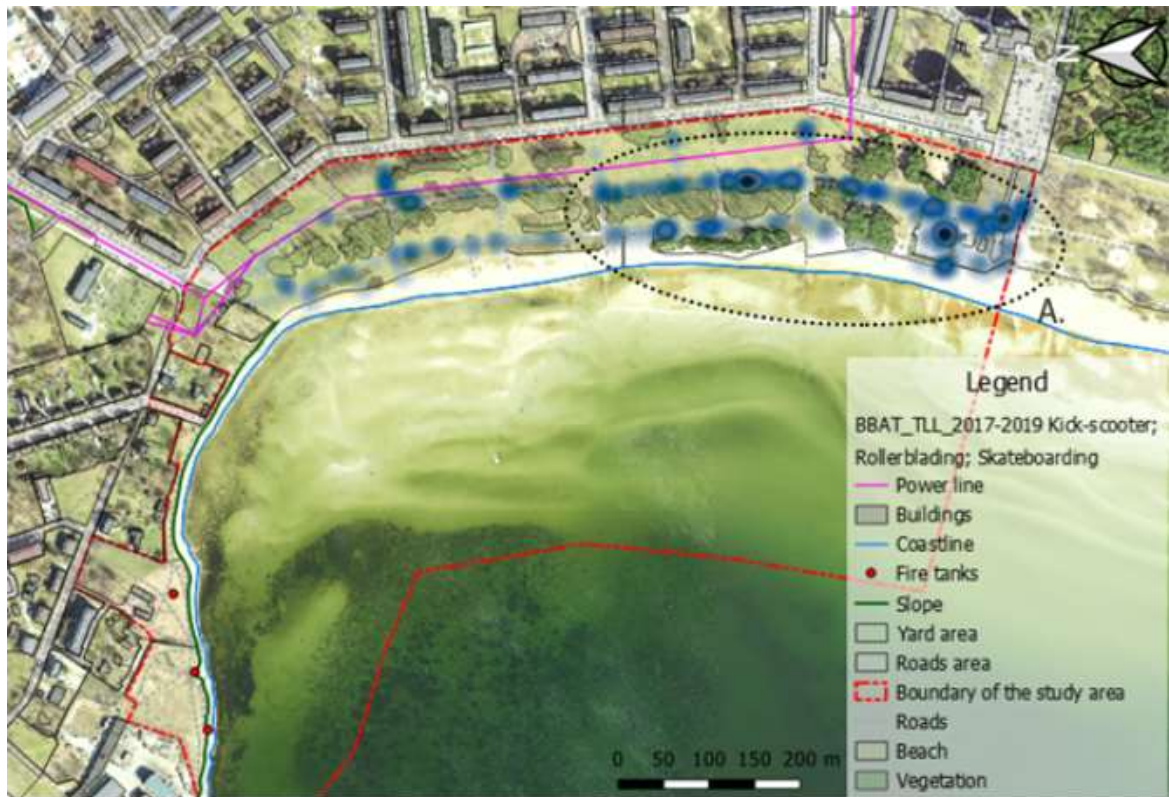 Z
A.
Legend
BBAT_TLL_2017-2019 Kick-scooter;
Rollerblading; Skateboarding
Power line
Buildings
Coastline
Fire tanks
Slope
Yard area
Roads area
Boundary of the study area
Roads
Beach
Vegetation
0 50 100 150 200 m